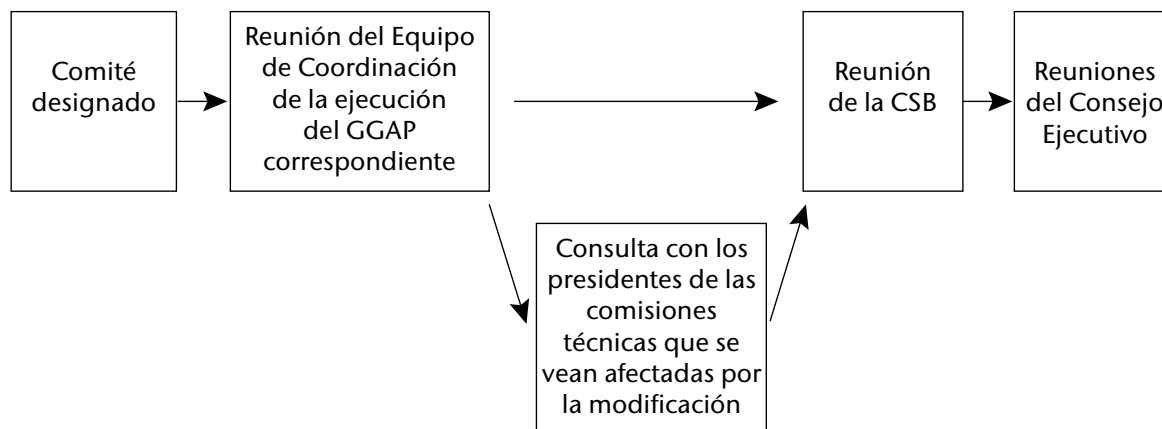 Comité
designado
Reunión del Equipo
de Coordinación
de la ejecución
del GGAP
correspondiente
Consulta con los
presidentes de las
comisiones
técnicas que se
vean afectadas por
la modificación
Reunión
de la CSB
Reuniones
del Consejo
Ejecutivo